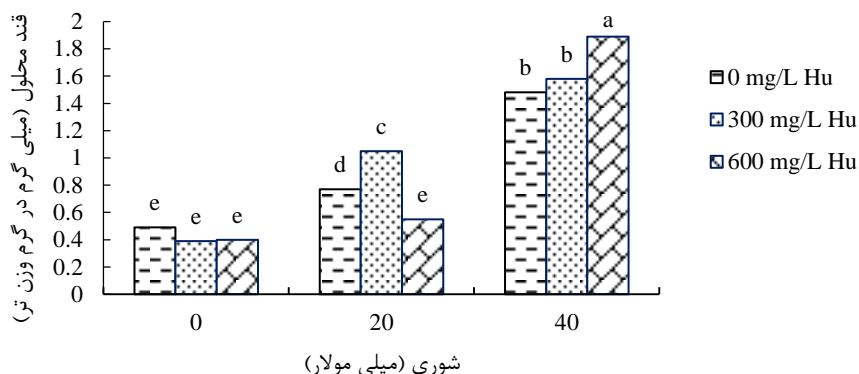 قند محلول (میلی گرم در گرم وزن تر)
2
1.8
1.6
1.4
1.2
1
0.8
0.6
0.4
0.2
0
e
e
e
d
c
e
b
b
a
0
20
40
شوری (میلی مولار)
0 mg/L Hu
300 mg/L Hu
600 mg/L Hu